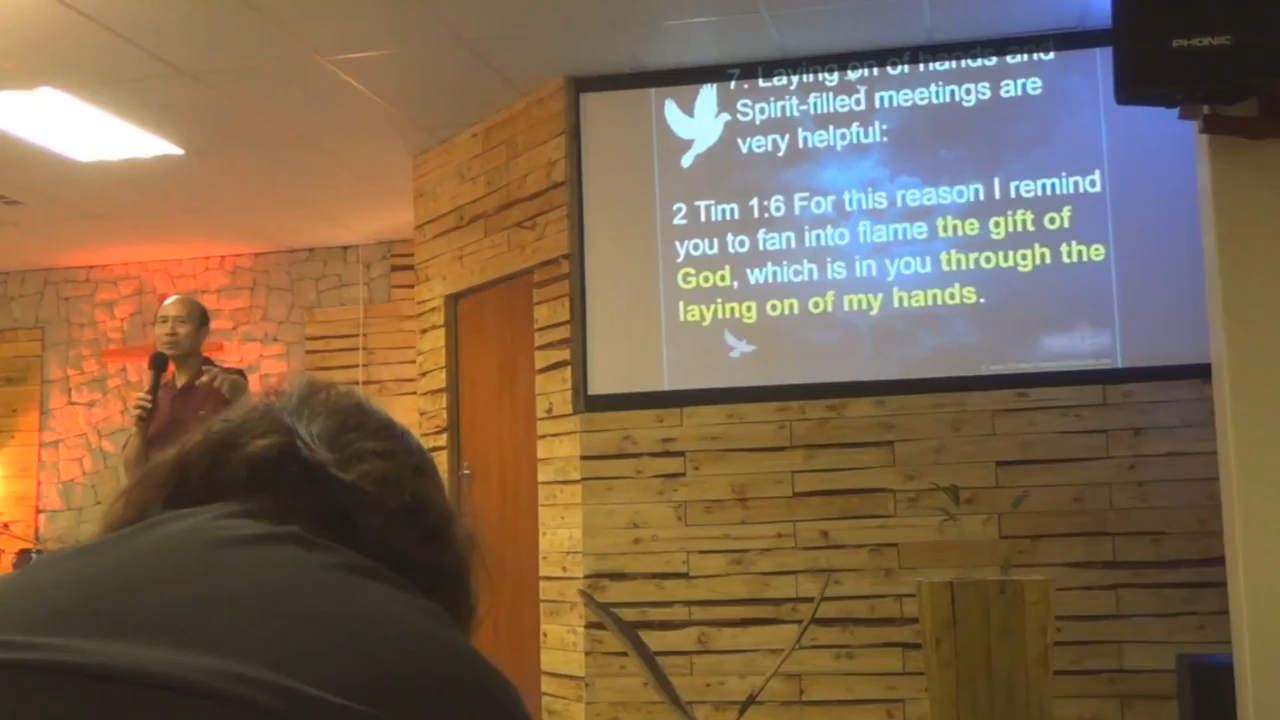 PHONIC
7. Laying on of hands and
Spirit-filled meetings are
very helpful:
2 Tim 1:6 For this reason I remind
you to fan into flame the gift of
God, which is in you through the
laying on of my hands.